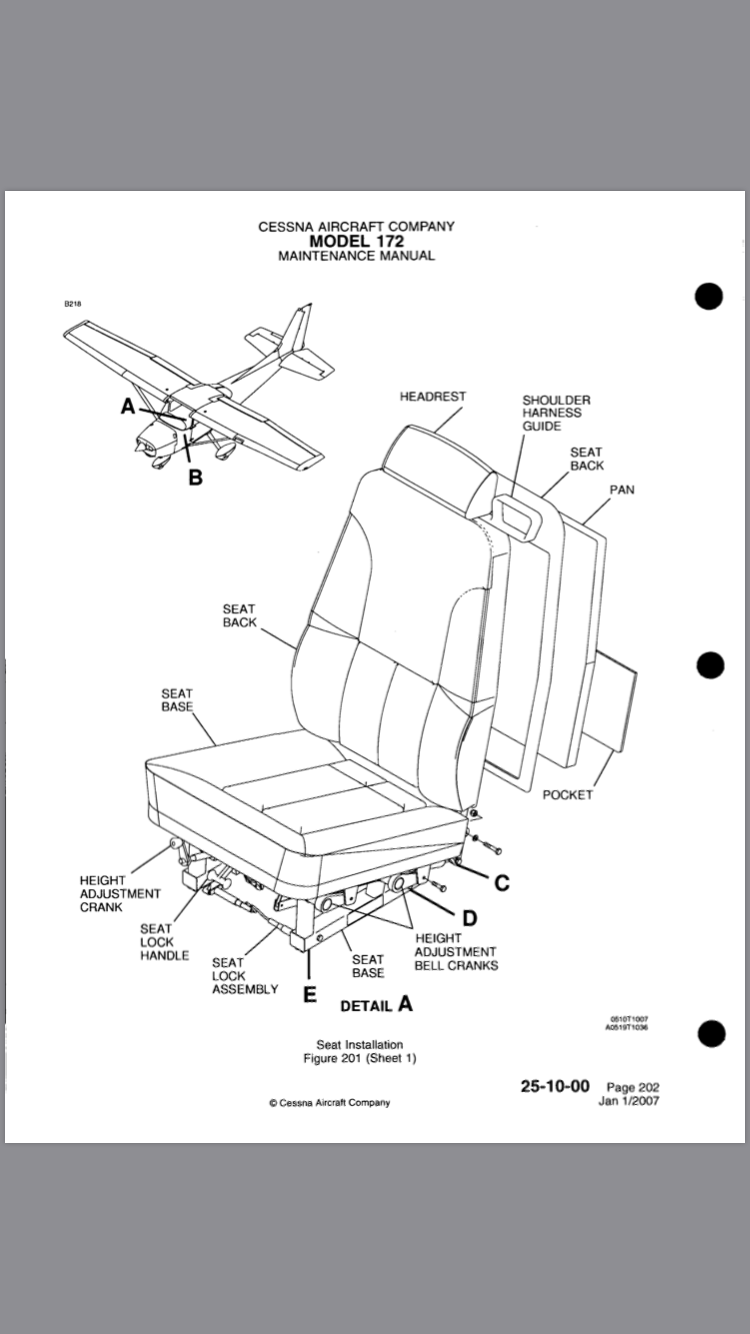 CESSNA AIRCRAFT COMPANY
MODEL 172
MAINTENANCE MANUAL
B218
A
B
HEADREST
SHOULDER
HARNESS
GUIDE
SEAT
BACK
PAN
SEAT
BACK
SEAT
BASE
POCKET
HEIGHT
ADJUSTMENT
CRANK
SEAT
LOCK
HANDLE
SEAT
LOCK
ASSEMBLY
E
SEAT
BASE
HEIGHT
ADJUSTMENT
BELL CRANKS
D
C
DETAIL A
0510T1007
A0519T1036
Seat Installation
Figure 201 (Sheet 1)
25-10-00 Page 202
Jan 1/2007
© Cessna Aircraft Company